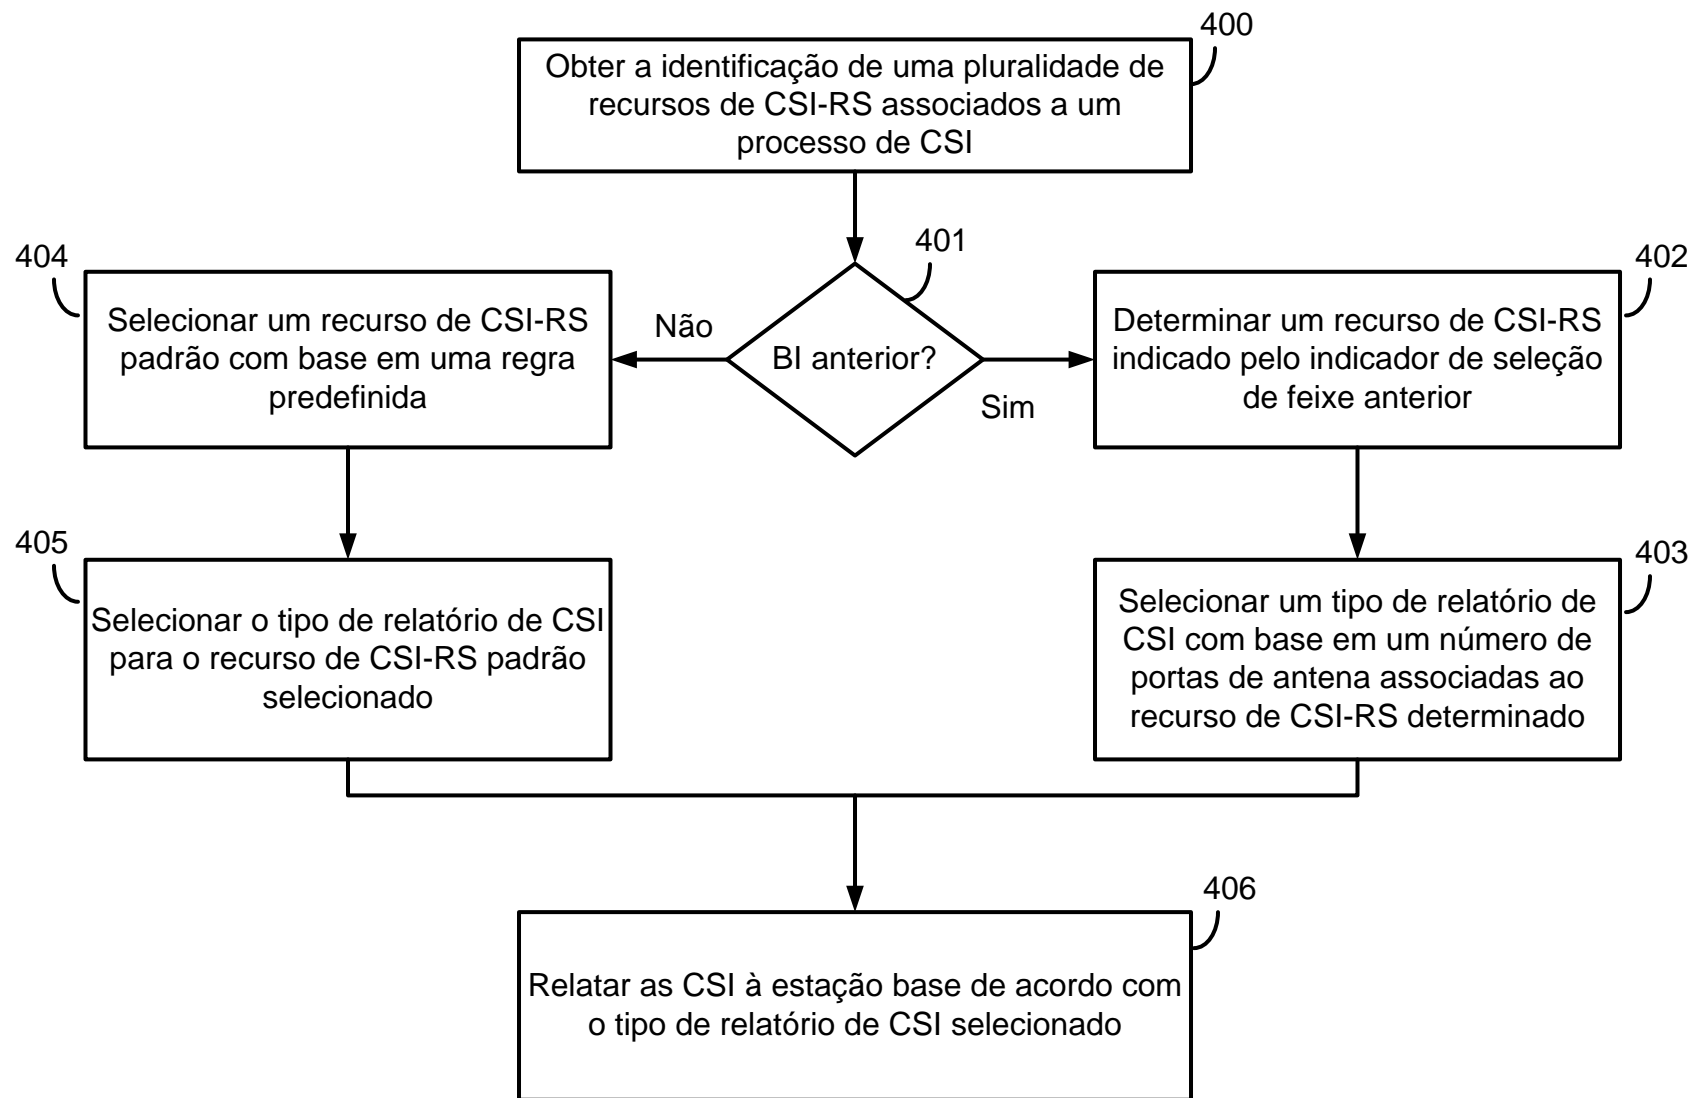 400
Obter a identificação de uma pluralidade de
recursos de CSI-RS associados a um
processo de CSI
401
BI anterior?
Não
Sim
404
Selecionar um recurso de CSI-RS
padrão com base em uma regra
predefinida
402
Determinar um recurso de CSI-RS
indicado pelo indicador de seleção
de feixe anterior
405
Selecionar o tipo de relatório de CSI
para o recurso de CSI-RS padrão
selecionado
403
Selecionar um tipo de relatório de
CSI com base em um número de
portas de antena associadas ao
recurso de CSI-RS determinado
406
Relatar as CSI à estação base de acordo com
o tipo de relatório de CSI selecionado